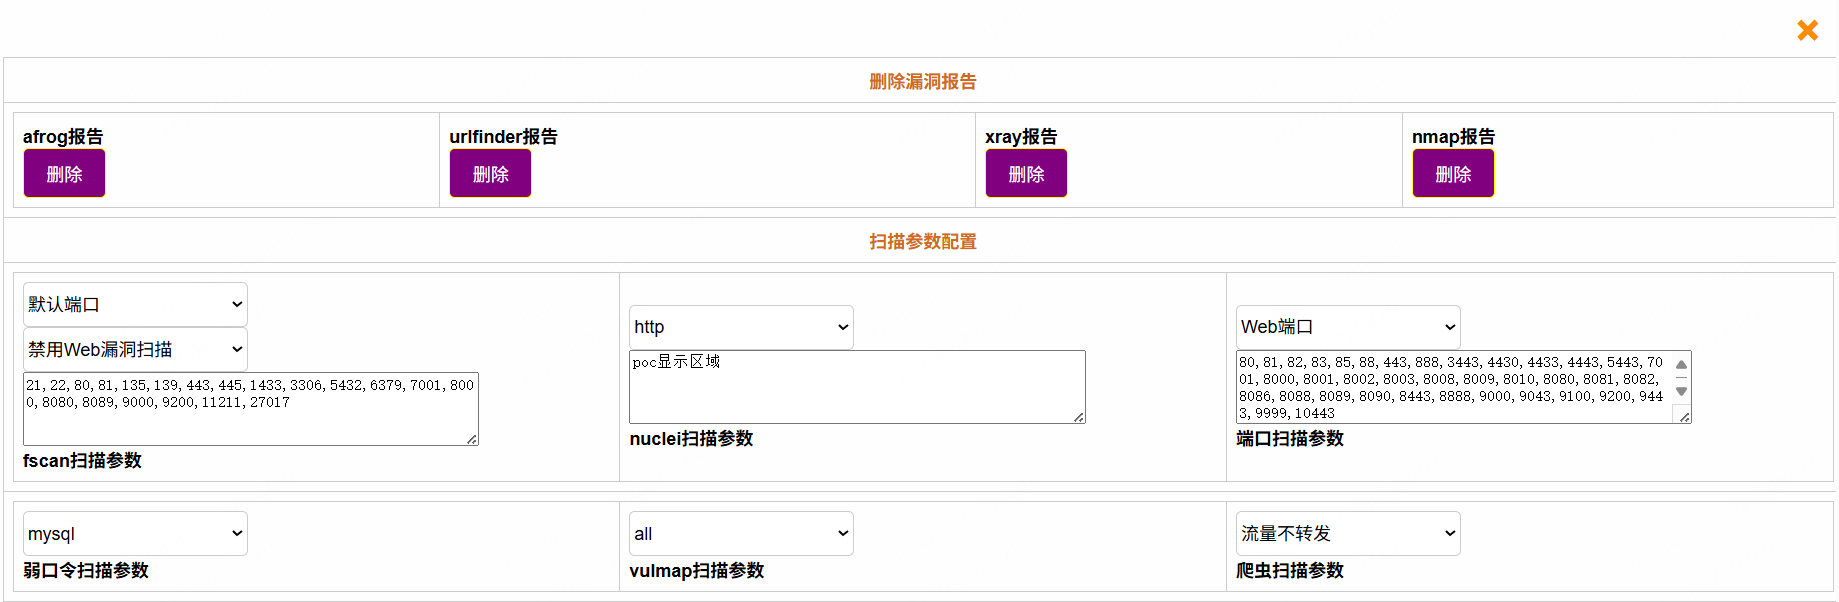 删除漏洞报告
afrog报告
urlfinder报告
xray报告
nmap报告
删除
删除
删除
删除
扫描参数配置
默认端口
禁用Web漏洞扫描
21,22,80,81,135,139,443,445,1433,3306,5432,6379,7001,800
0,8080,8089,9000,9200,11211,27017
fscan扫描参数
http
poc显示区域
nuclei扫描参数
Web端口
80,81,82,83,85,88,443,888,3443,4430,4433,4443,5443,70
01,8000,8001,8002,8003,8008,8009,8010,8080,8081,8082,
8086,8088,8089,8090,8443,8888,9000,9043,9100,9200,944
3,9999,10443
端口扫描参数
mysql
弱口令扫描参数
all
vulmap扫描参数
流量不转发
爬虫扫描参数